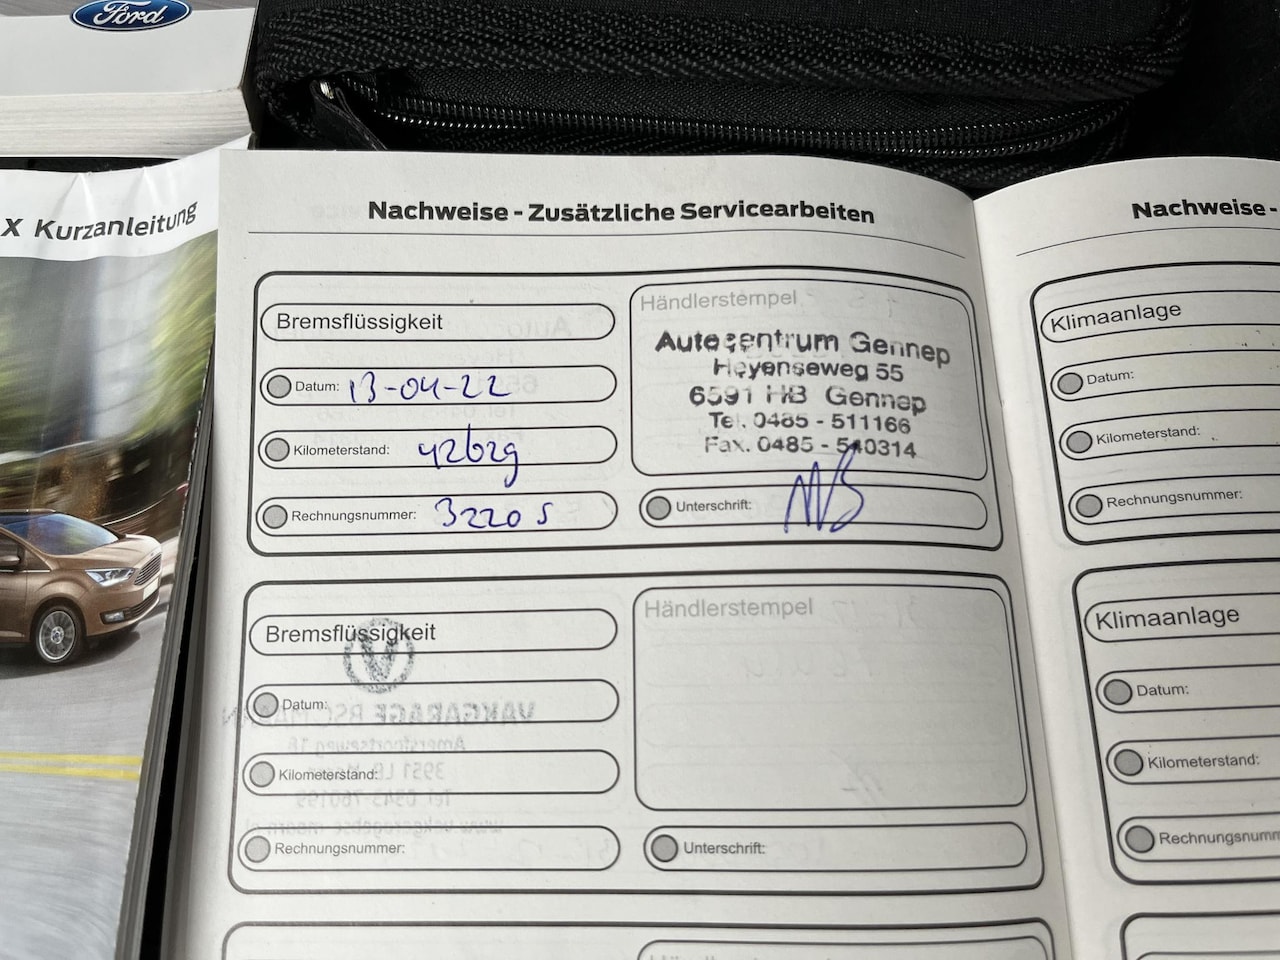 Ford
X Kurzanleitung
Nachweise - Zusätzliche Servicearbeiten
Bremsflüssigkeit
Datum: 13-04-22
Kilometerstand: 42629
Rechnungsnummer: 32205
Händlerstempel
Autocentrum Gennep
Heyenseweg 55
6591 HB Gennep
Tel. 0485 - 511166
Fax. 0485 - 540314
Unterschrift:
Bremsflüssigkeit
Datum:
Kilometerstand:
Rechnungsnummer:
Händlerstempel
Unterschrift:
Nachweise -
Klimaanlage
Datum:
Kilometerstand:
Rechnungsnummer:
Klimaanlage
Datum:
Kilometerstand: